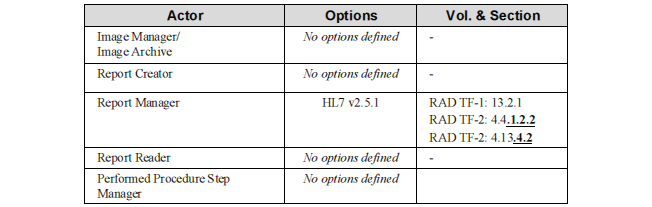 Actor Options Vol. & Section
Image Manager/ No options defined -
Image Archive
Report Creator No options defined -
Report Manager HL7 v2.5.1 RAD TF-1: 13.2.1
RAD TF-2: 4.4.1.2.2
RAD TF-2: 4.13.4.2
Report Reader No options defined -
Performed Procedure Step No options defined
Manager